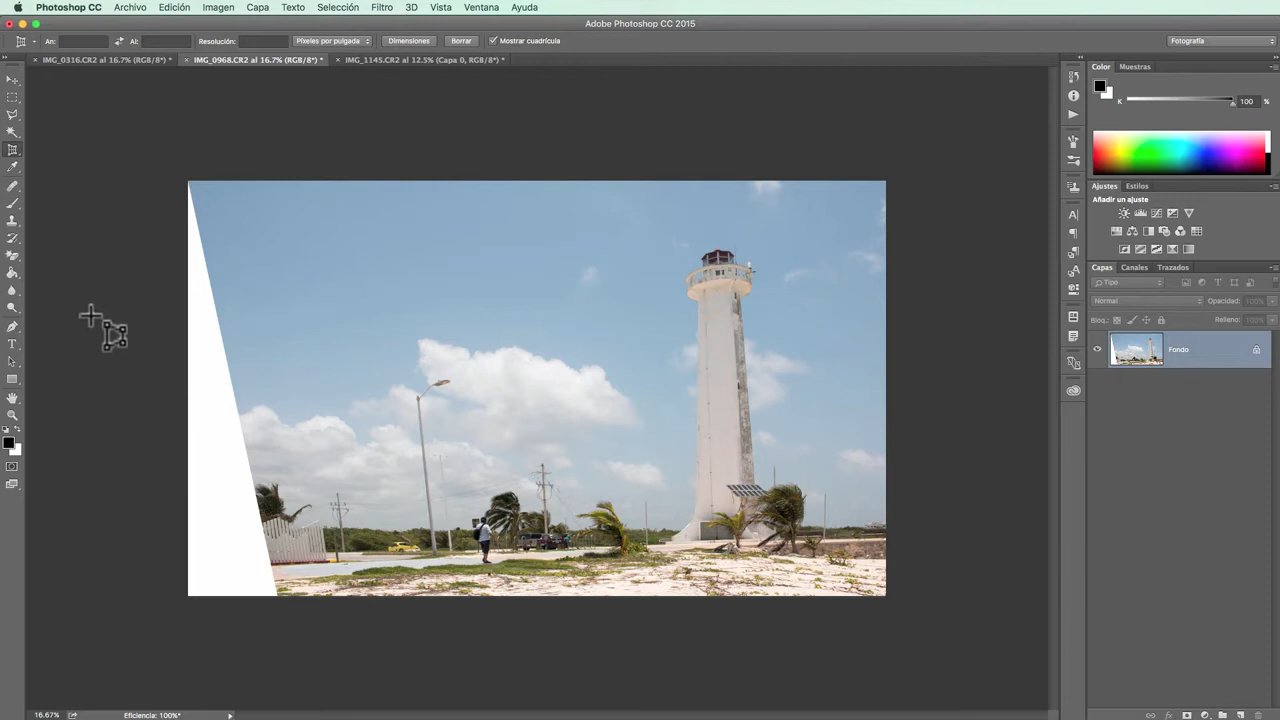 Photoshop CC Archivo Edición Imagen Capa Texto Selección Filtro 3D Vista Ventana Ayuda
Adobe Photoshop CC 2015
An: Al: Resolución: Píxeles por pulgada Dimensiones Borrar Mostrar cuadrícula Fotografía
IMG_0316.CR2 al 16.7% (RGB/8*) * IMG_0968.CR2 al 16.7% (RGB/8*) * IMG_1145.CR2 al 12.5% (Capa 0, RGB/8*) *
Color Muestras
K 100 %
Ajustes Estilos
Añadir un ajuste
Capas Canales Trazados
Tipo
Normal Opacidad: 100%
Bloq.: Relleno: 100%
Fondo
16.67% Eficiencia: 100%*